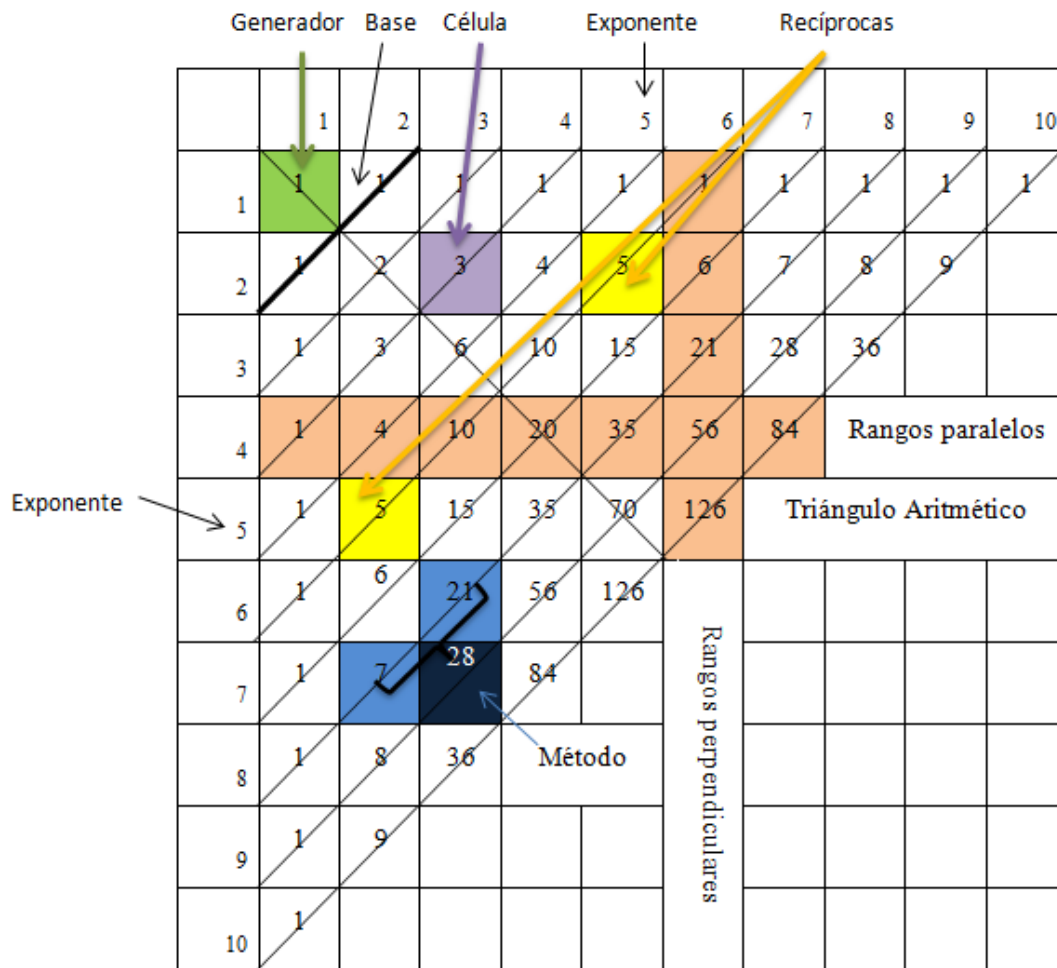 Generador Base Célula Exponente Recíprocas
1 2 3 4 5 6 7 8 9 10
1 1 1 1 1 1 1 1 1 1 1
2 1 2 3 4 5 6 7 8 9
3 1 3 6 10 15 21 28 36
4 1 4 10 20 35 56 84 Rangos paralelos
Exponente 5 1 5 15 35 70 126 Triángulo Aritmético
6 1 6 21 56 126
7 1 7 28 84
8 1 8 36 Método
9 1 9
10 1
Rangos perpendiculares